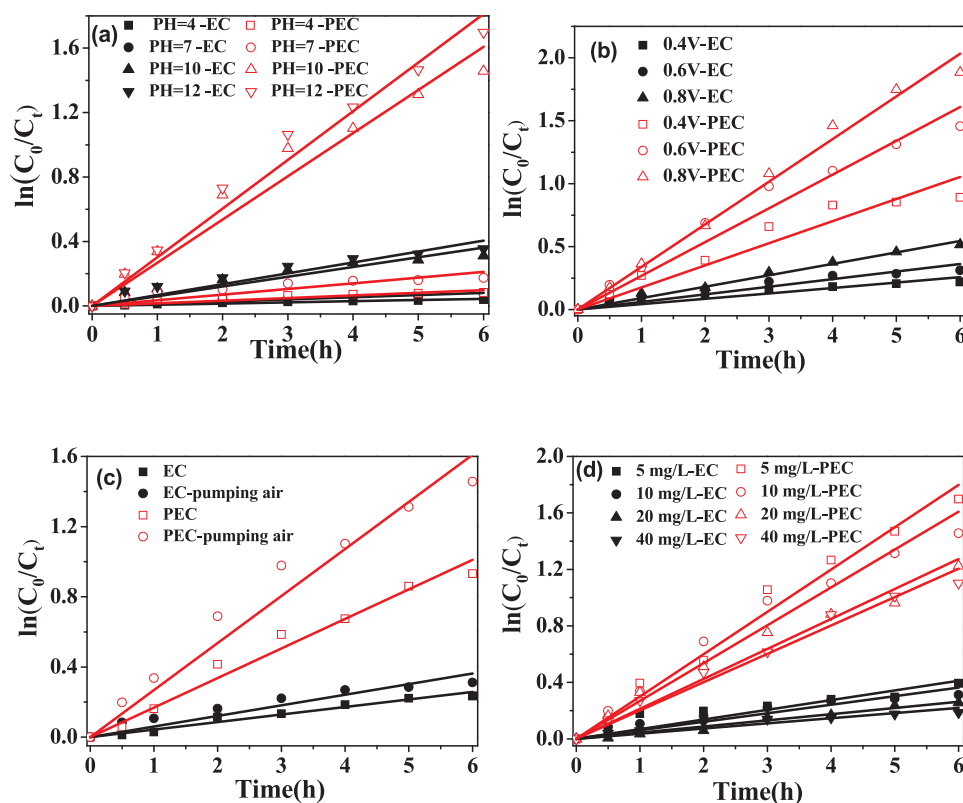 (a)
PH=4 -EC PH=4 -PEC
PH=7 -EC PH=7 -PEC
PH=10 -EC PH=10 -PEC
PH=12 -EC PH=12 -PEC
ln(C0/Ct)
1.6
1.2
0.8
0.4
0.0
0 1 2 3 4 5 6
Time(h)
(b)
0.4V-EC
0.6V-EC
0.8V-EC
0.4V-PEC
0.6V-PEC
0.8V-PEC
ln(C0/Ct)
2.0
1.5
1.0
0.5
0.0
0 1 2 3 4 5 6
Time(h)
(c)
EC
EC-pumping air
PEC
PEC-pumping air
ln(C0/Ct)
1.6
1.2
0.8
0.4
0.0
0 1 2 3 4 5 6
Time(h)
(d)
5 mg/L-EC 5 mg/L-PEC
10 mg/L-EC 10 mg/L-PEC
20 mg/L-EC 20 mg/L-PEC
40 mg/L-EC 40 mg/L-PEC
ln(C0/Ct)
2.0
1.6
1.2
0.8
0.4
0.0
0 1 2 3 4 5 6
Time(h)